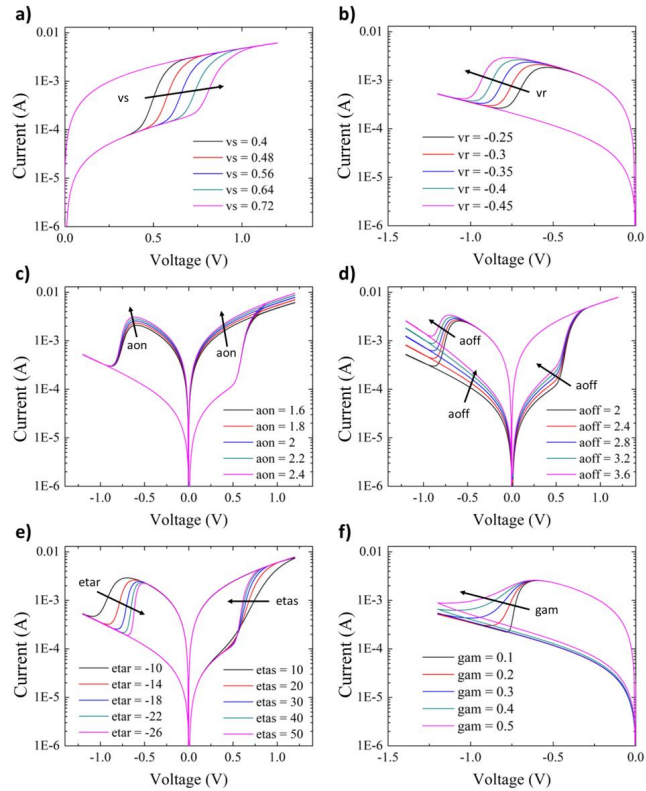 a)
0.01
1E-3
1E-4
1E-5
1E-6
Current (A)
vs
vs = 0.4
vs = 0.48
vs = 0.56
vs = 0.64
vs = 0.72
0.0
0.5
1.0
Voltage (V)
b)
0.01
1E-3
1E-4
1E-5
1E-6
Current (A)
vr
vr = -0.25
vr = -0.3
vr = -0.35
vr = -0.4
vr = -0.45
-1.5
-1.0
-0.5
0.0
Voltage (V)
c)
0.01
1E-3
1E-4
1E-5
1E-6
Current (A)
aon
aon
aon = 1.6
aon = 1.8
aon = 2
aon = 2.2
aon = 2.4
-1.0
-0.5
0.0
0.5
1.0
Voltage (V)
d)
0.01
1E-3
1E-4
1E-5
1E-6
Current (A)
aoff
aoff
aoff
aoff = 2
aoff = 2.4
aoff = 2.8
aoff = 3.2
aoff = 3.6
-1.0
-0.5
0.0
0.5
1.0
Voltage (V)
e)
0.01
1E-3
1E-4
1E-5
1E-6
Current (A)
etar
etas
etar = -10
etar = -14
etar = -18
etar = -22
etar = -26
etas = 10
etas = 20
etas = 30
etas = 40
etas = 50
-1.0
-0.5
0.0
0.5
1.0
Voltage (V)
f)
0.01
1E-3
1E-4
1E-5
1E-6
Current (A)
gam
gam = 0.1
gam = 0.2
gam = 0.3
gam = 0.4
gam = 0.5
-1.5
-1.0
-0.5
0.0
Voltage (V)